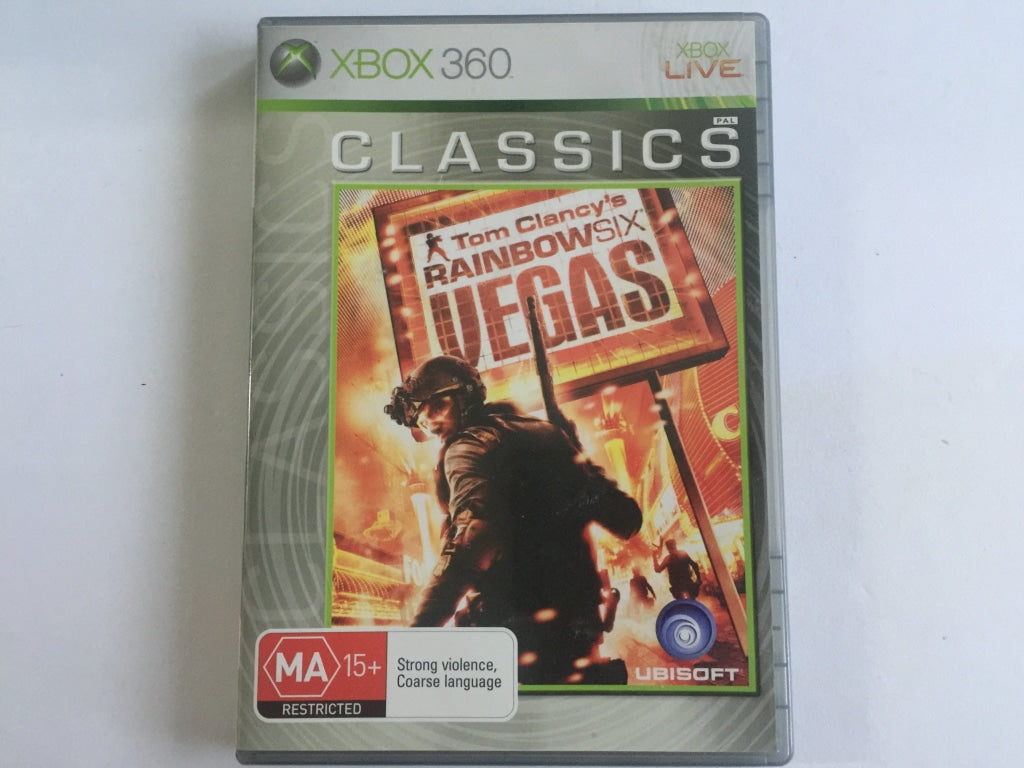 XBOX 360
XBOX
LIVE
PAL
CLASSICS
Tom Clancy's
RAINBOWSIX
VEGAS
C
UBISOFT
MA 15+
RESTRICTED
Strong violence,
Coarse language